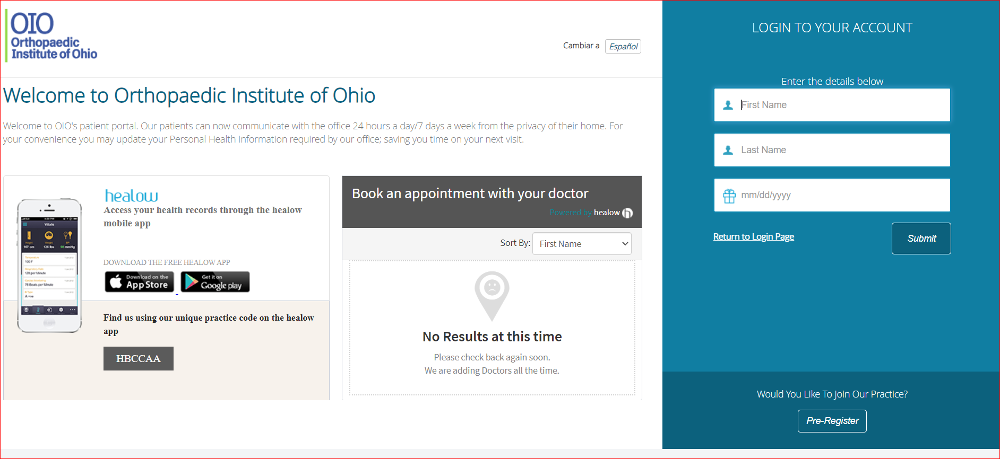 OIO
Orthopaedic
Institute of Ohio
Cambiar a Español
Welcome to Orthopaedic Institute of Ohio
Welcome to OIO's patient portal. Our patients can now communicate with the office 24 hours a day/7 days a week from the privacy of their home. For
your convenience you may update your Personal Health Information required by our office; saving you time on your next visit.
healow
Access your health records through the healow
mobile app
DOWNLOAD THE FREE HEALOW APP
Download on the
App Store
Get it on
Google play
Vitals
Height
Weight
167 cm
126 lbs
90 mmHg
Temperature
100 F
Respiratory Rate
120 per Minute
75 Beats per Minute
Find us using our unique practice code on the healow
app
HBCCAA
Book an appointment with your doctor
Powered by healow h
Sort By: First Name
No Results at this time
Please check back again soon.
We are adding Doctors all the time.
LOGIN TO YOUR ACCOUNT
Enter the details below
First Name
Last Name
mm/dd/yyyy
Return to Login Page
Submit
Would You Like To Join Our Practice?
Pre-Register